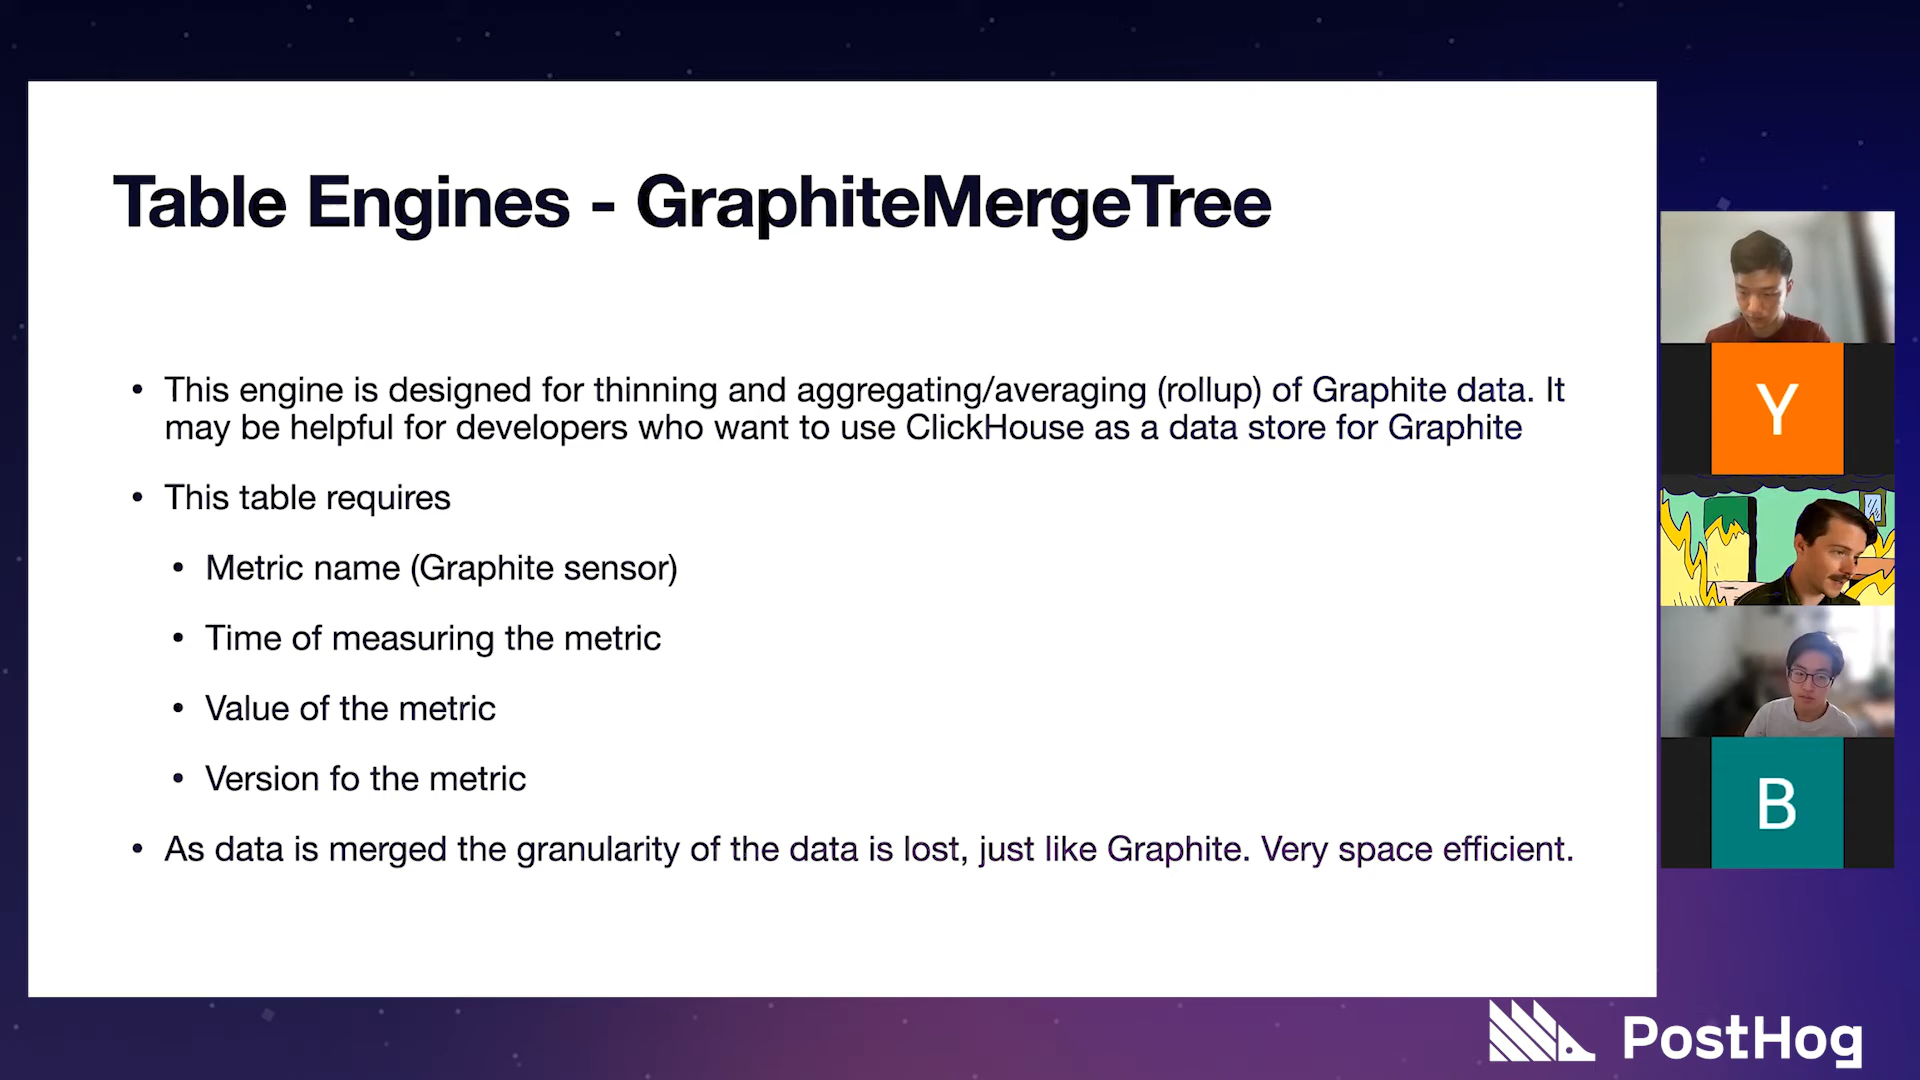 Table Engines - GraphiteMergeTree
• This engine is designed for thinning and aggregating/averaging (rollup) of Graphite data. It
may be helpful for developers who want to use ClickHouse as a data store for Graphite
• This table requires
• Metric name (Graphite sensor)
• Time of measuring the metric
• Value of the metric
• Version fo the metric
• As data is merged the granularity of the data is lost, just like Graphite. Very space efficient.
Y
B
PostHog